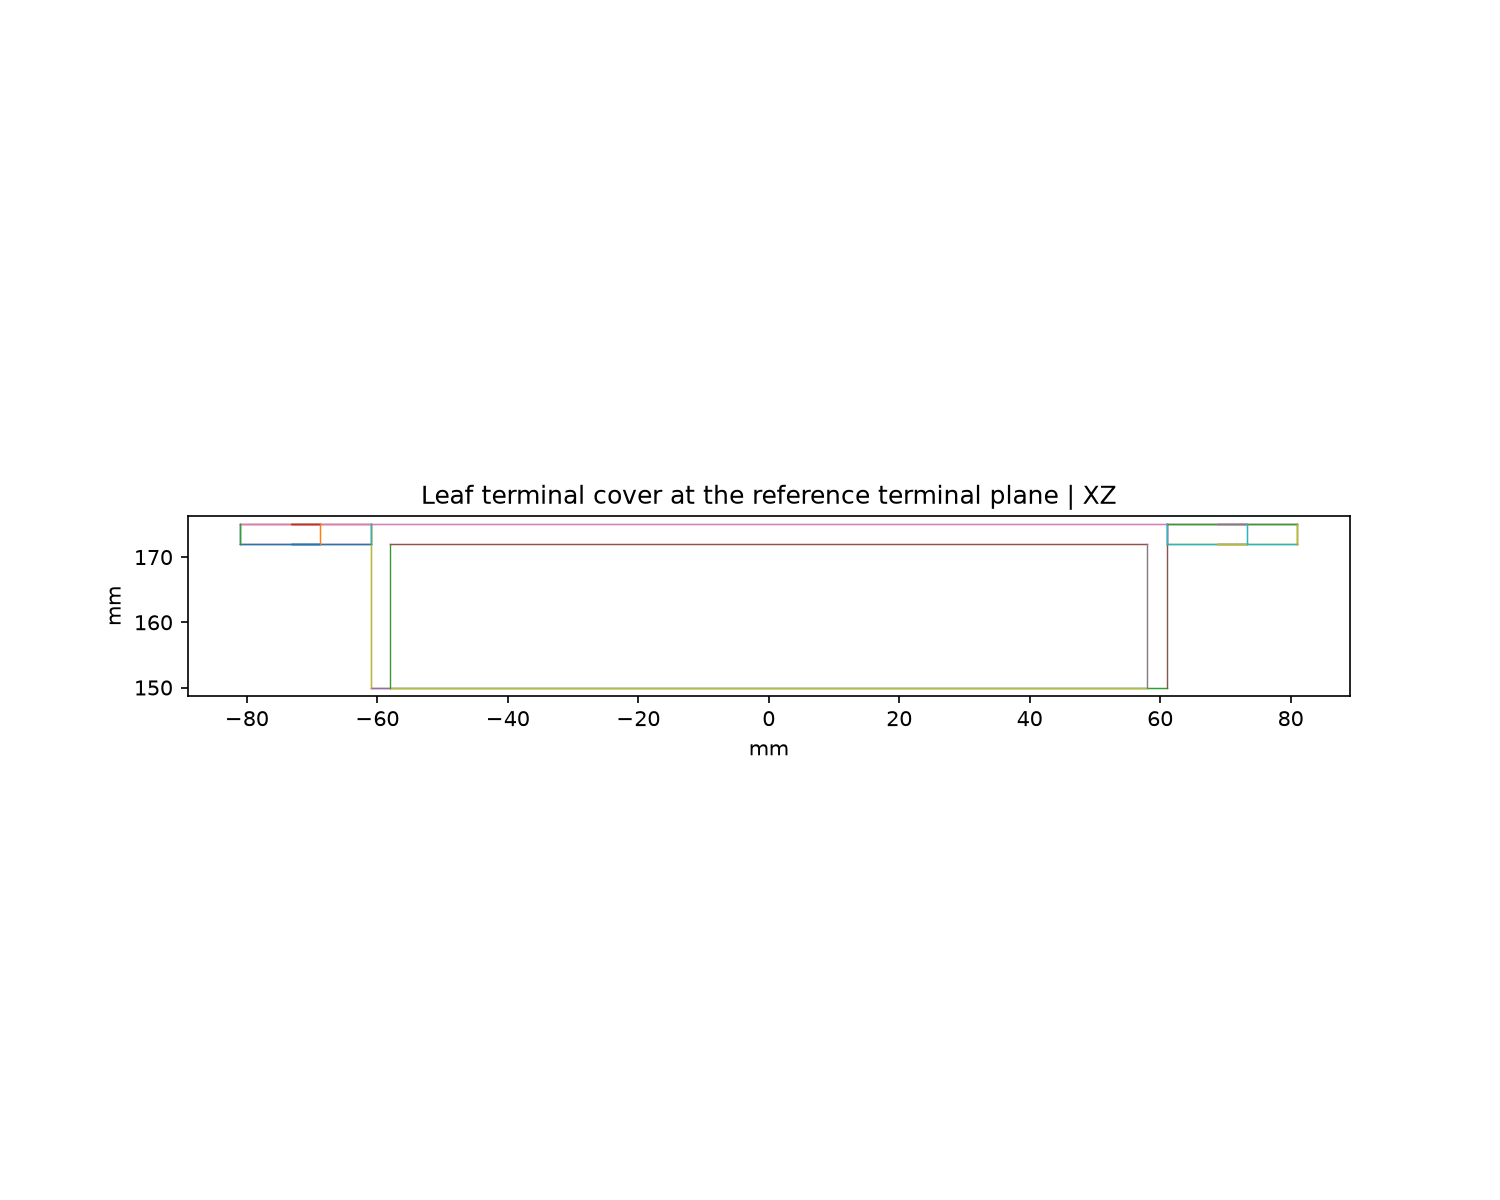 Leaf terminal cover at the reference terminal plane | XZ
mm
170
160
150
−80 −60 −40 −20 0 20 40 60 80
mm